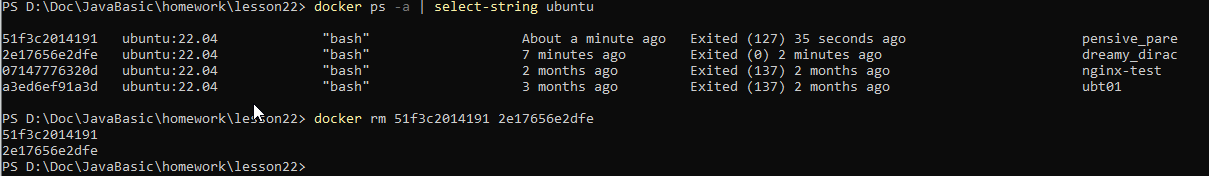 PS D:\Doc\JavaBasic\homework\lesson22> docker ps -a | select-string ubuntu
51f3c2014191   ubuntu:22.04             "bash"                   About a minute ago   Exited (127) 35 seconds ago                      pensive_pare
2e17656e2dfe   ubuntu:22.04             "bash"                   7 minutes ago        Exited (0) 2 minutes ago                         dreamy_dirac
07147776320d   ubuntu:22.04             "bash"                   2 months ago         Exited (137) 2 months ago                        nginx-test
a3ed6ef91a3d   ubuntu:22.04             "bash"                   3 months ago         Exited (137) 2 months ago                        ubt01
PS D:\Doc\JavaBasic\homework\lesson22> docker rm 51f3c2014191 2e17656e2dfe
51f3c2014191
2e17656e2dfe
PS D:\Doc\JavaBasic\homework\lesson22>